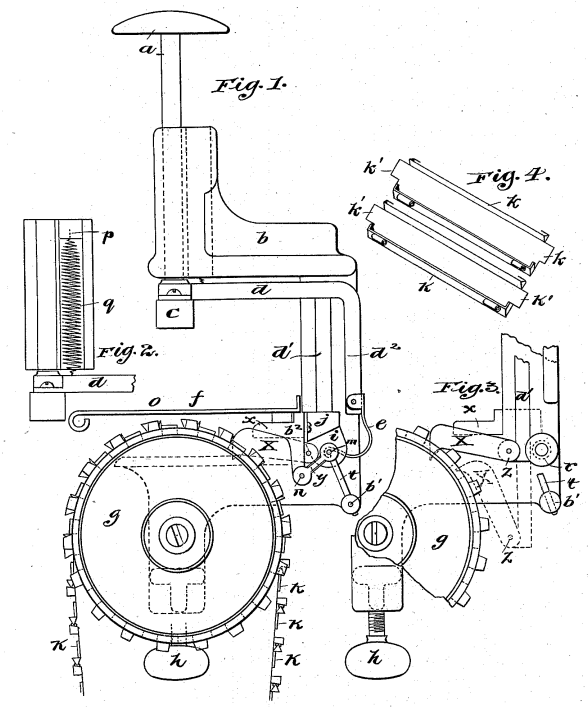 a
Fig. 1.
k'
Fig. 4.
k
k'
b
k
p
k
k'
q
d
c
d'
d²
Fig. 2.
d
Fig. 3.
d'
o f
x
e
x
b²
j
i
m
X
X
z
r
t
n
y
t
b'
b'
g
g
z
k
k
K
k
h
h